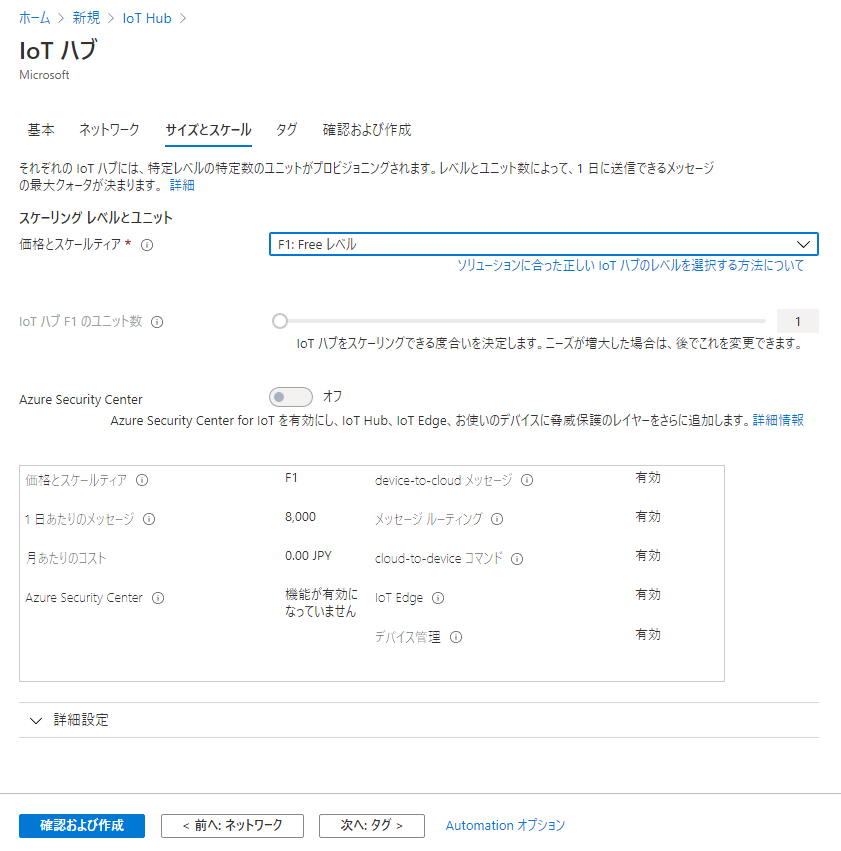 ホーム > 新規 > IoT Hub >
IoT ハブ
Microsoft
基本 ネットワーク サイズとスケール タグ 確認および作成
それぞれの IoT ハブには、特定レベルの特定数のユニットがプロビジョニングされます。レベルとユニット数によって、1 日に送信できるメッセージ
の最大クォータが決まります。 詳細
スケーリング レベルとユニット
価格とスケールティア *
F1: Free レベル
ソリューションに合った正しい IoT ハブのレベルを選択する方法について
IoT ハブ F1 のユニット数
1
IoT ハブをスケーリングできる度合いを決定します。ニーズが増大した場合は、後でこれを変更できます。
Azure Security Center オフ
Azure Security Center for IoT を有効にし、IoT Hub、IoT Edge、お使いのデバイスに脅威保護のレイヤーをさらに追加します。詳細情報
価格とスケールティア F1 device-to-cloud メッセージ 有効
1 日あたりのメッセージ 8,000 メッセージ ルーティング 有効
月あたりのコスト 0.00 JPY cloud-to-device コマンド 有効
Azure Security Center 機能が有効に IoT Edge 有効
なっていません
デバイス管理 有効
詳細設定
確認および作成 < 前へ: ネットワーク 次へ: タグ > Automation オプション